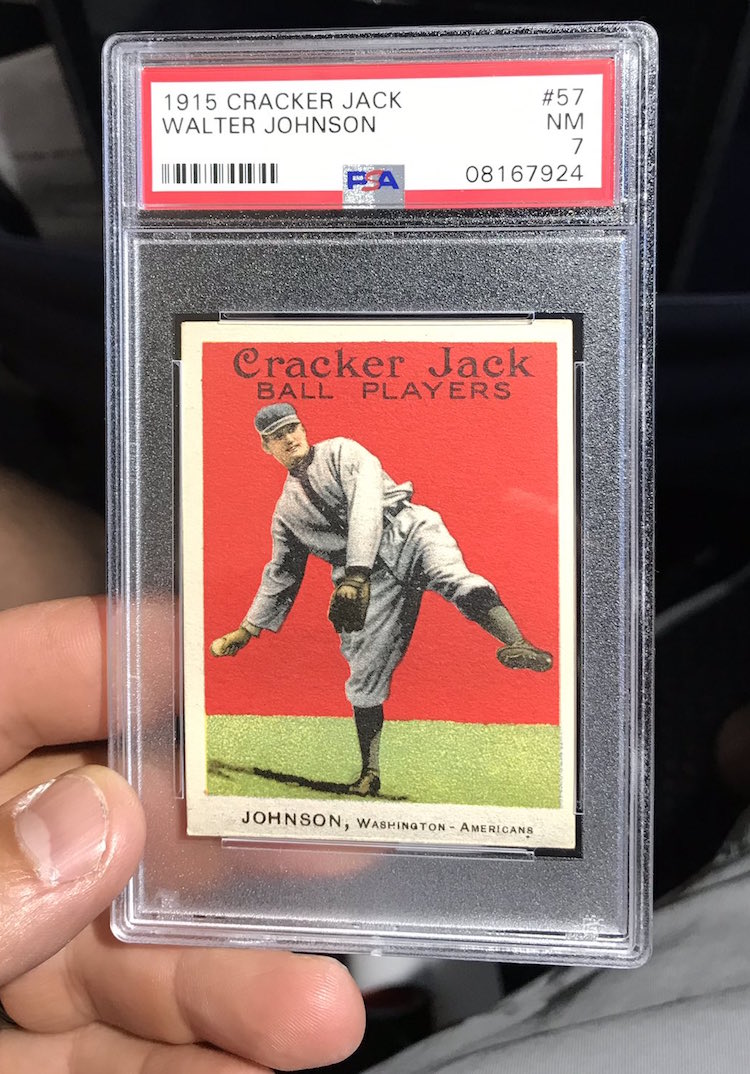 1915 CRACKER JACK #57
WALTER JOHNSON NM
7
PSA 08167924
Cracker Jack
BALL PLAYERS
W
JOHNSON, WASHINGTON - AMERICANS